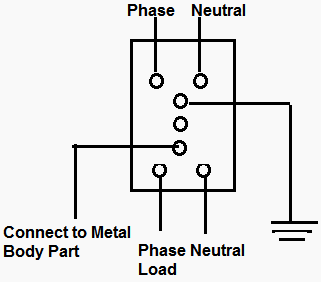 Phase Neutral
Connect to Metal
Body Part
Phase Neutral
Load